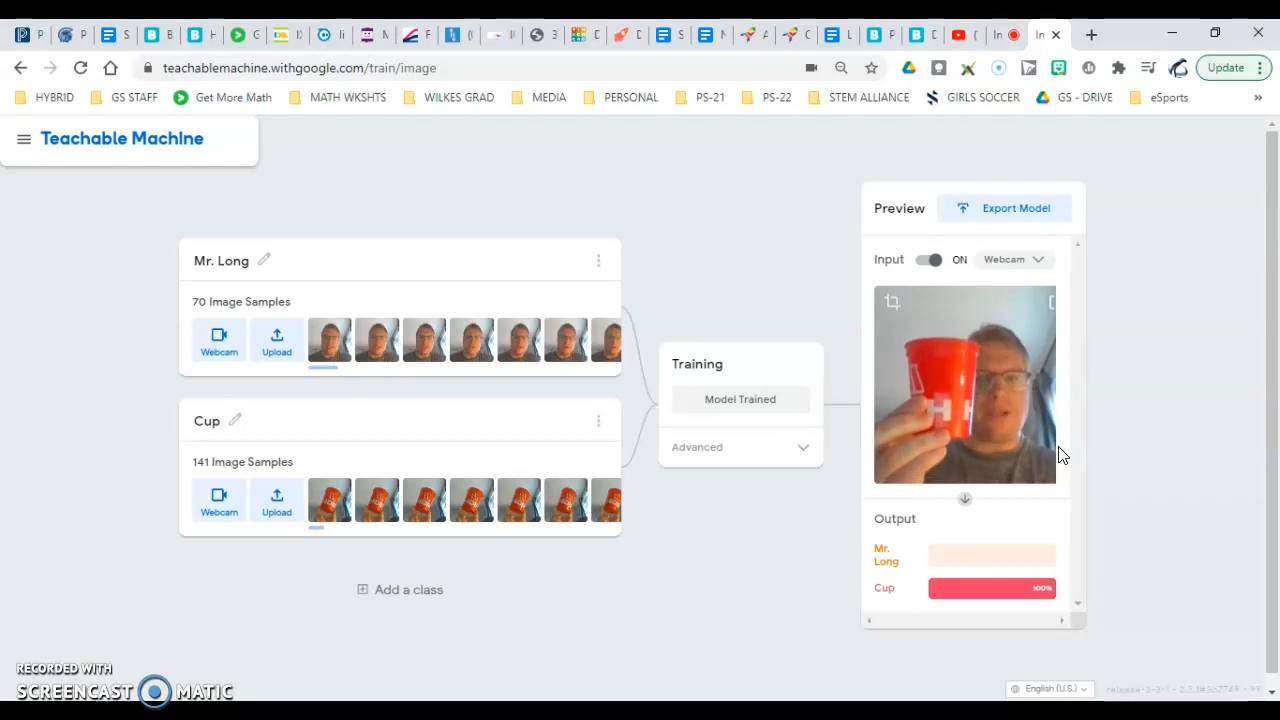 P P S B B H G I i M F ( 3 D D S N A C L P D ( In In
teachablemachine.withgoogle.com/train/image
Update
HYBRID GS STAFF Get More Math MATH WKSHTS WILKES GRAD MEDIA PERSONAL PS-21 PS-22 STEM ALLIANCE GIRLS SOCCER GS - DRIVE eSports »
Teachable Machine
Preview
Export Model
Mr. Long
Input ON Webcam
70 Image Samples
Webcam Upload
Training
Model Trained
Cup
Advanced
141 Image Samples
Webcam Upload
H H
Output
Mr. Long
Cup 100%
Add a class
RECORDED WITH
SCREENCAST MATIC
English (U.S.)